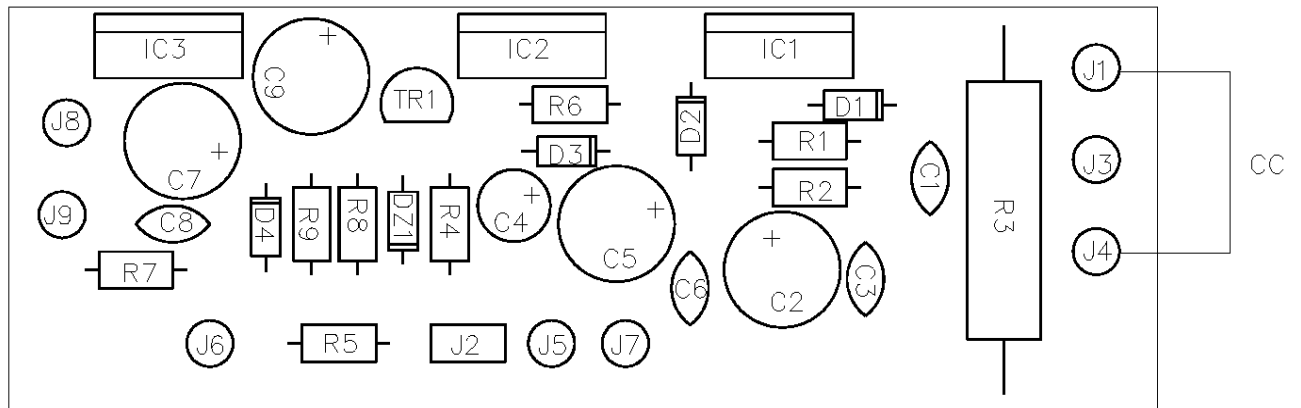 IC3
C9
TR1
IC2
R6
D2
IC1
D1
J1
J8
C7
+
+
D3
R1
C1
J3
CC
J9
C8
D4
R9
R8
DZ1
R4
C4
+
C5
+
R2
R3
J4
R7
C6
C2
+
C3
J6
R5
J2
J5
J7